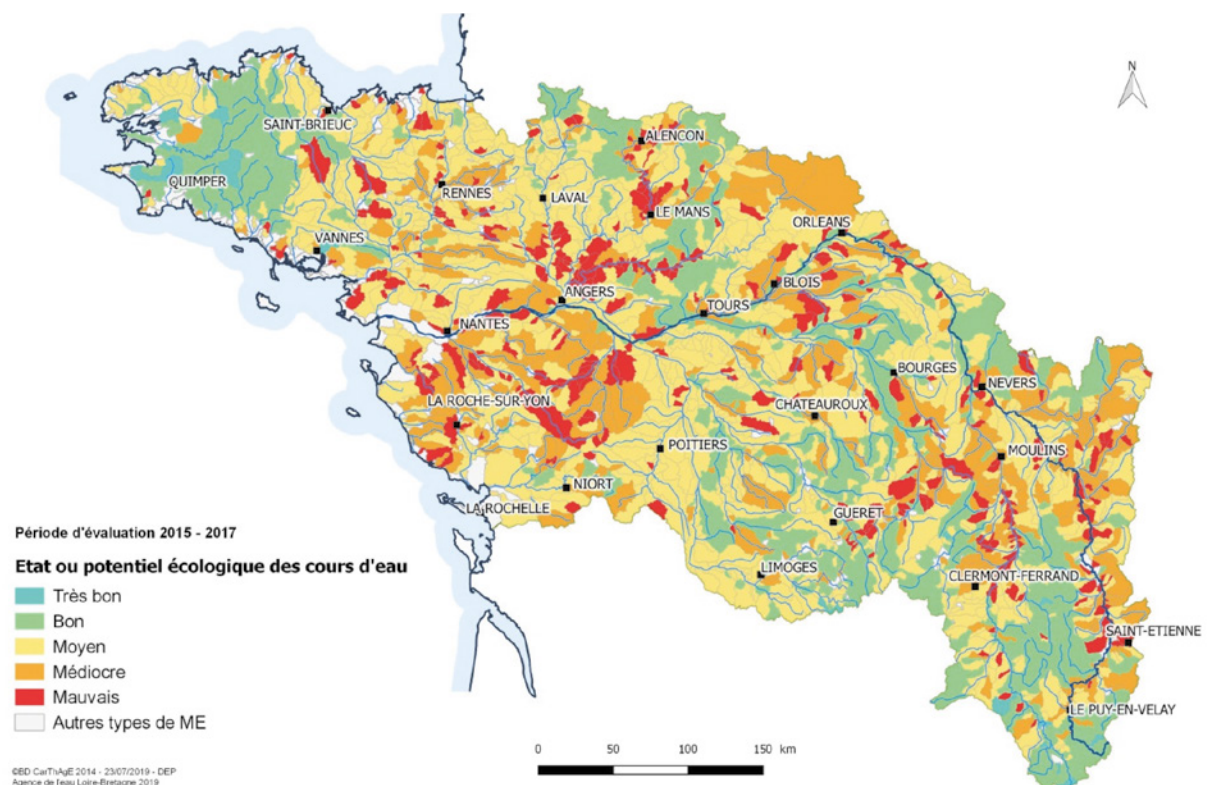 N
SAINT-BRIEUC
ALENCON
QUIMPER
RENNES
LAVAL
LE MANS
VANNES
ORLEANS
BLOIS
ANGERS
TOURS
NANTES
BOURGES
NEVERS
LA ROCHE-SUR-YON
CHATEAUROUX
POITIERS
MOULINS
NIORT
LA ROCHELLE
GUERET
LIMOGES
CLERMONT-FERRAND
SAINT-ETIENNE
LE PUY-EN-VELAY
Période d'évaluation 2015 - 2017
Etat ou potentiel écologique des cours d'eau
Très bon
Bon
Moyen
Médiocre
Mauvais
Autres types de ME
0 50 100 150 km
©BD CarThAgE 2014 - 23/07/2019 - DEP
Agence de l'eau Loire-Bretagne 2019